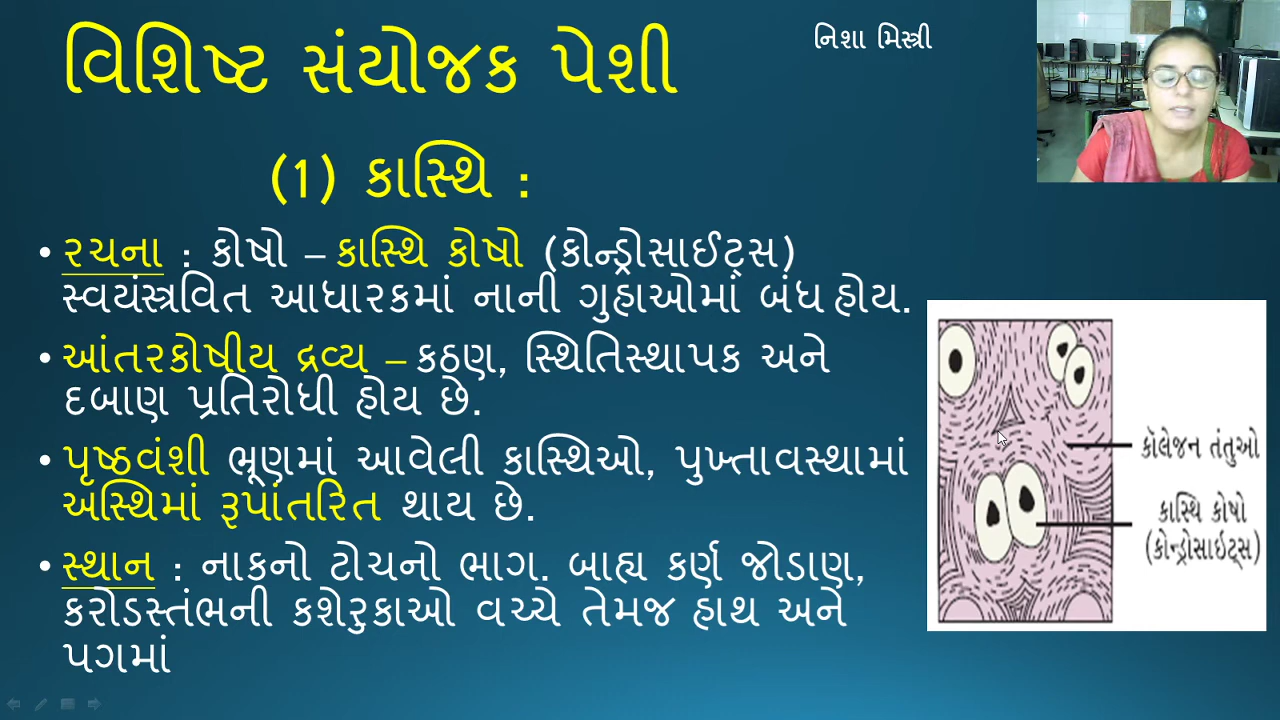 વિશિષ્ટ સંયોજક પેશી
નિશા મિસ્ત્રી
(1) કાસ્થિ :
• રચના : કોષો – કાસ્થિ કોષો (કોન્ડ્રોસાઈટ્સ)
સ્વયંસ્ત્રવિત આધારકમાં નાની ગુહાઓમાં બંધ હોય.
• આંતરકોષીય દ્રવ્ય – કઠણ, સ્થિતિસ્થાપક અને
દબાણ પ્રતિરોધી હોય છે.
• પૃષ્ઠવંશી ભ્રૂણમાં આવેલી કાસ્થિઓ, પુખ્તાવસ્થામાં
અસ્થિમાં રૂપાંતરિત થાય છે.
• સ્થાન : નાકનો ટોચનો ભાગ. બાહ્ય કર્ણ જોડાણ,
કરોડસ્તંભની કશેરુકાઓ વચ્ચે તેમજ હાથ અને
પગમાં
કૉલેજન તંતુઓ
કાસ્થિ કોષો
(કોન્ડ્રોસાઇટ્સ)